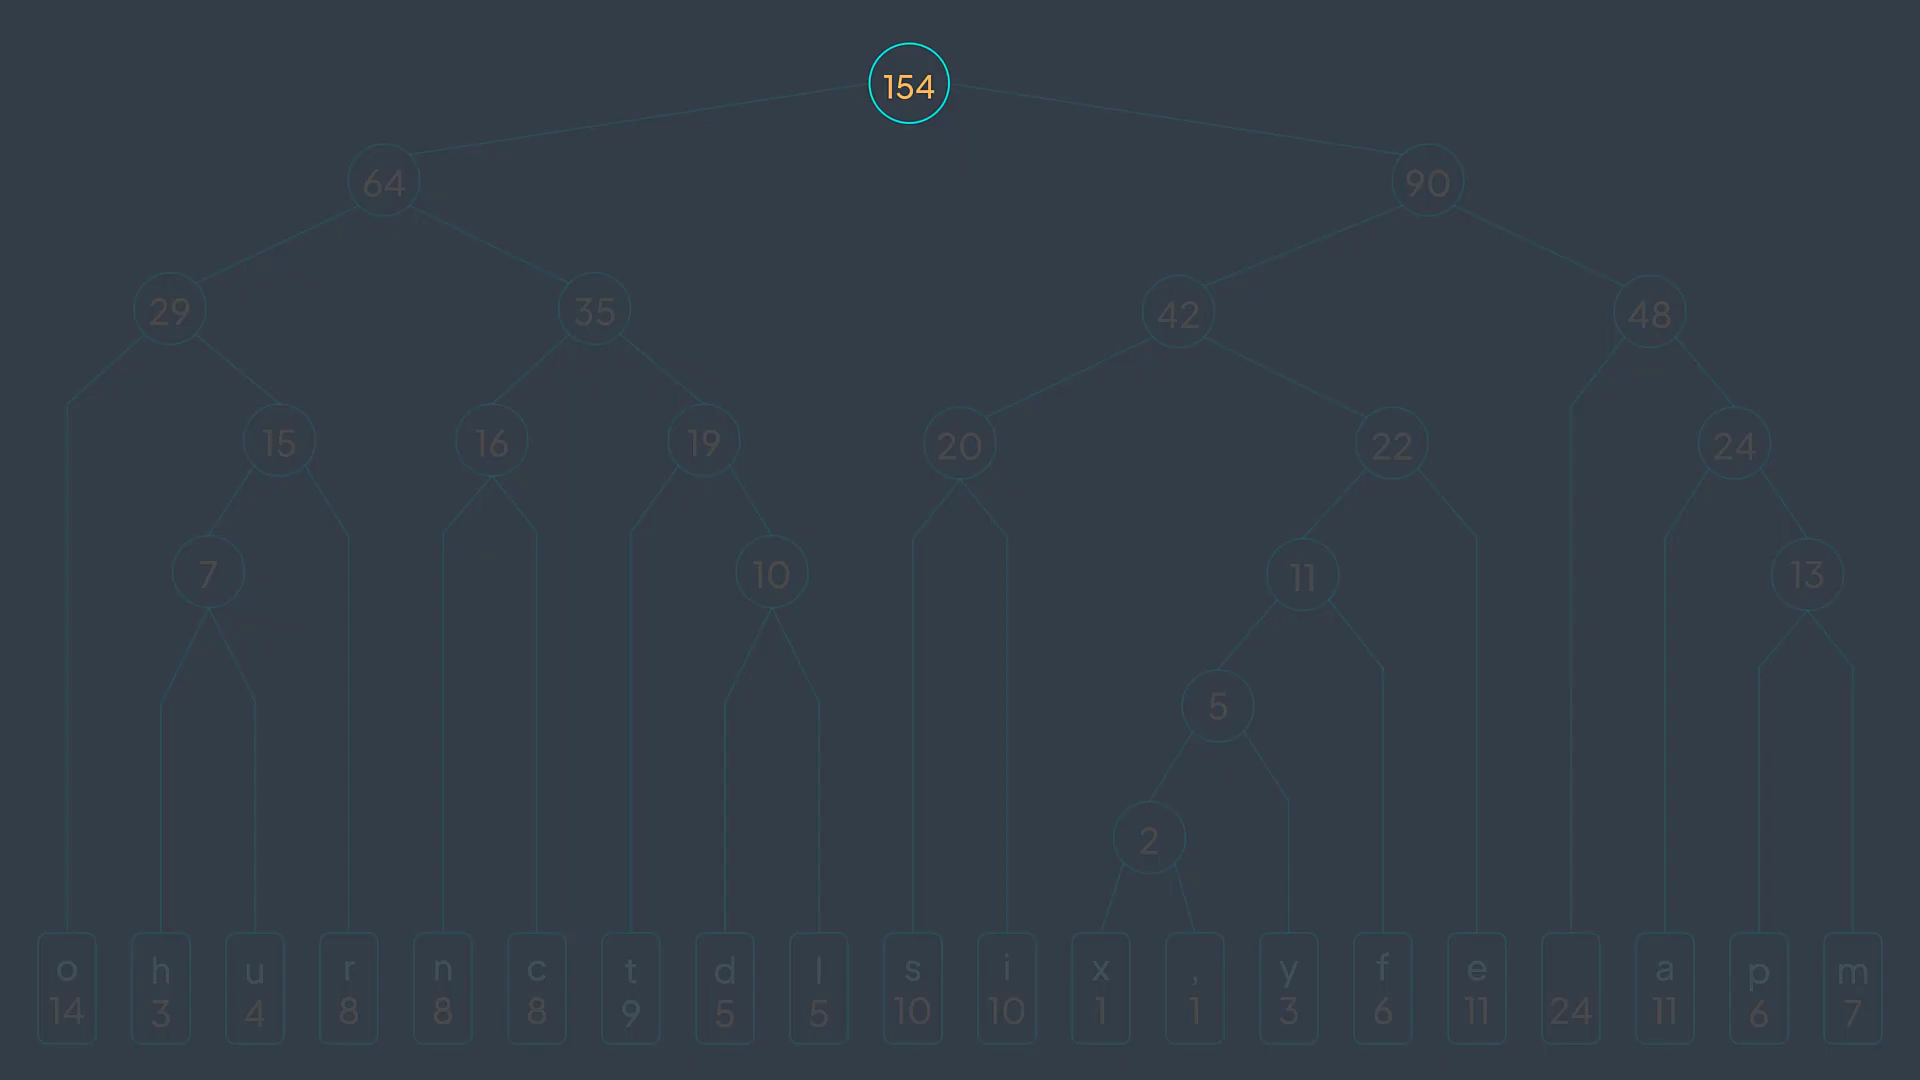 154
64 90
29 35 42 48
15 16 19 20 22 24
7 10 11 13
5
2
o h u r n c t d l s i x , y f e a p m
14 3 4 8 8 8 9 5 5 10 10 1 1 3 6 11 24 11 6 7